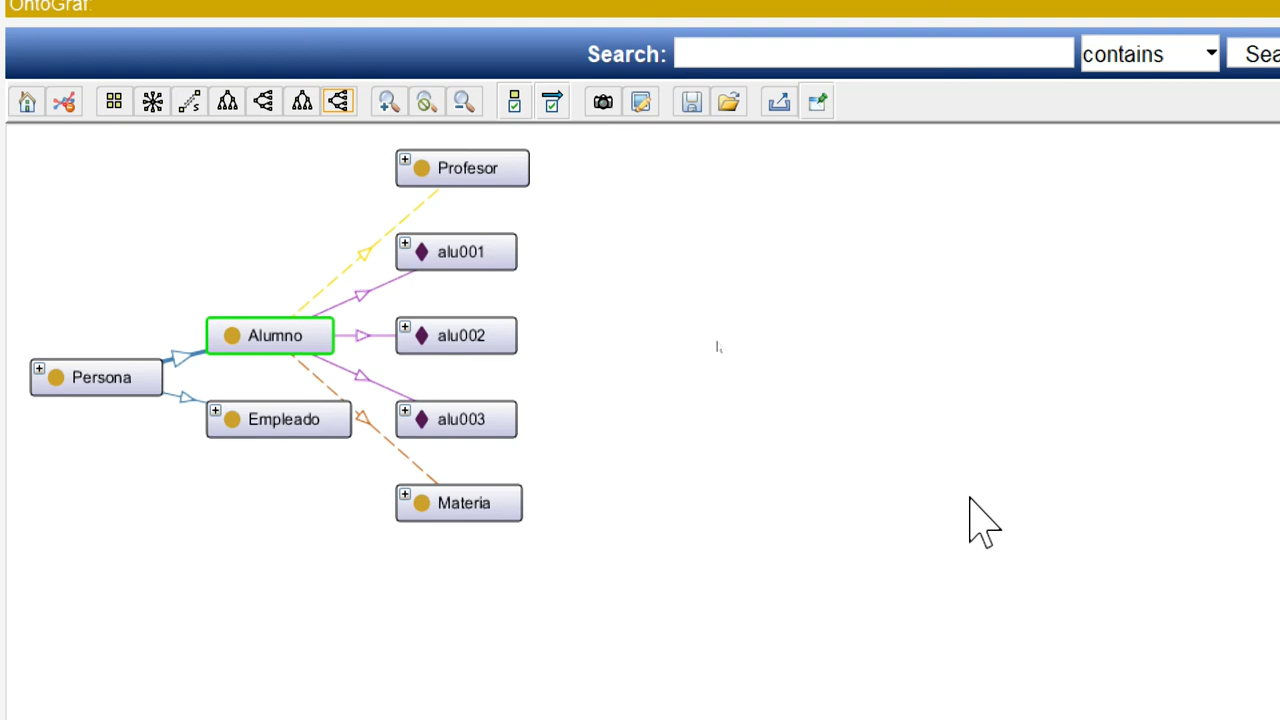 OntoGraf:
Search:
contains
Sea
Profesor
alu001
Alumno
alu002
Persona
Empleado
alu003
Materia